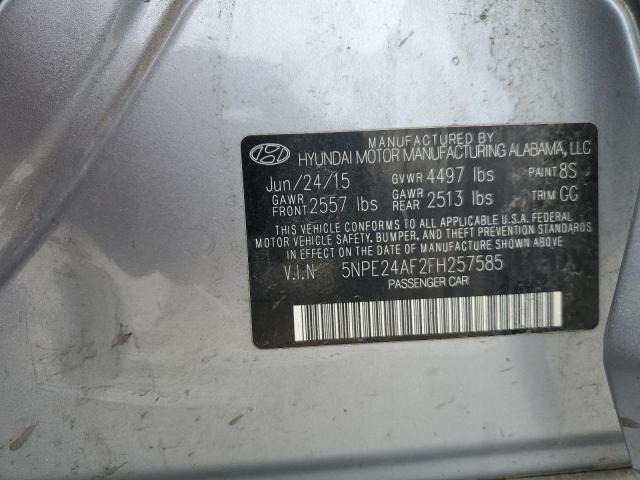 MANUFACTURED BY
HYUNDAI MOTOR MANUFACTURING ALABAMA, LLC
Jun/24/15 GVWR 4497 lbs PAINT 8S
GAWR FRONT 2557 lbs GAWR REAR 2513 lbs TRIM CG
THIS VEHICLE CONFORMS TO ALL APPLICABLE U.S.A. FEDERAL
MOTOR VEHICLE SAFETY, BUMPER, AND THEFT PREVENTION STANDARDS
IN EFFECT ON THE DATE OF MANUFACTURE SHOWN ABOVE.
V.I.N 5NPE24AF2FH257585
PASSENGER CAR